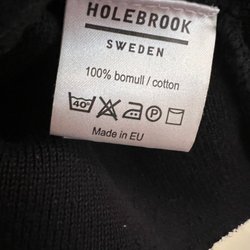 HOLEBROOK
SWEDEN
100% bomull / cotton
40° P
Made in EU